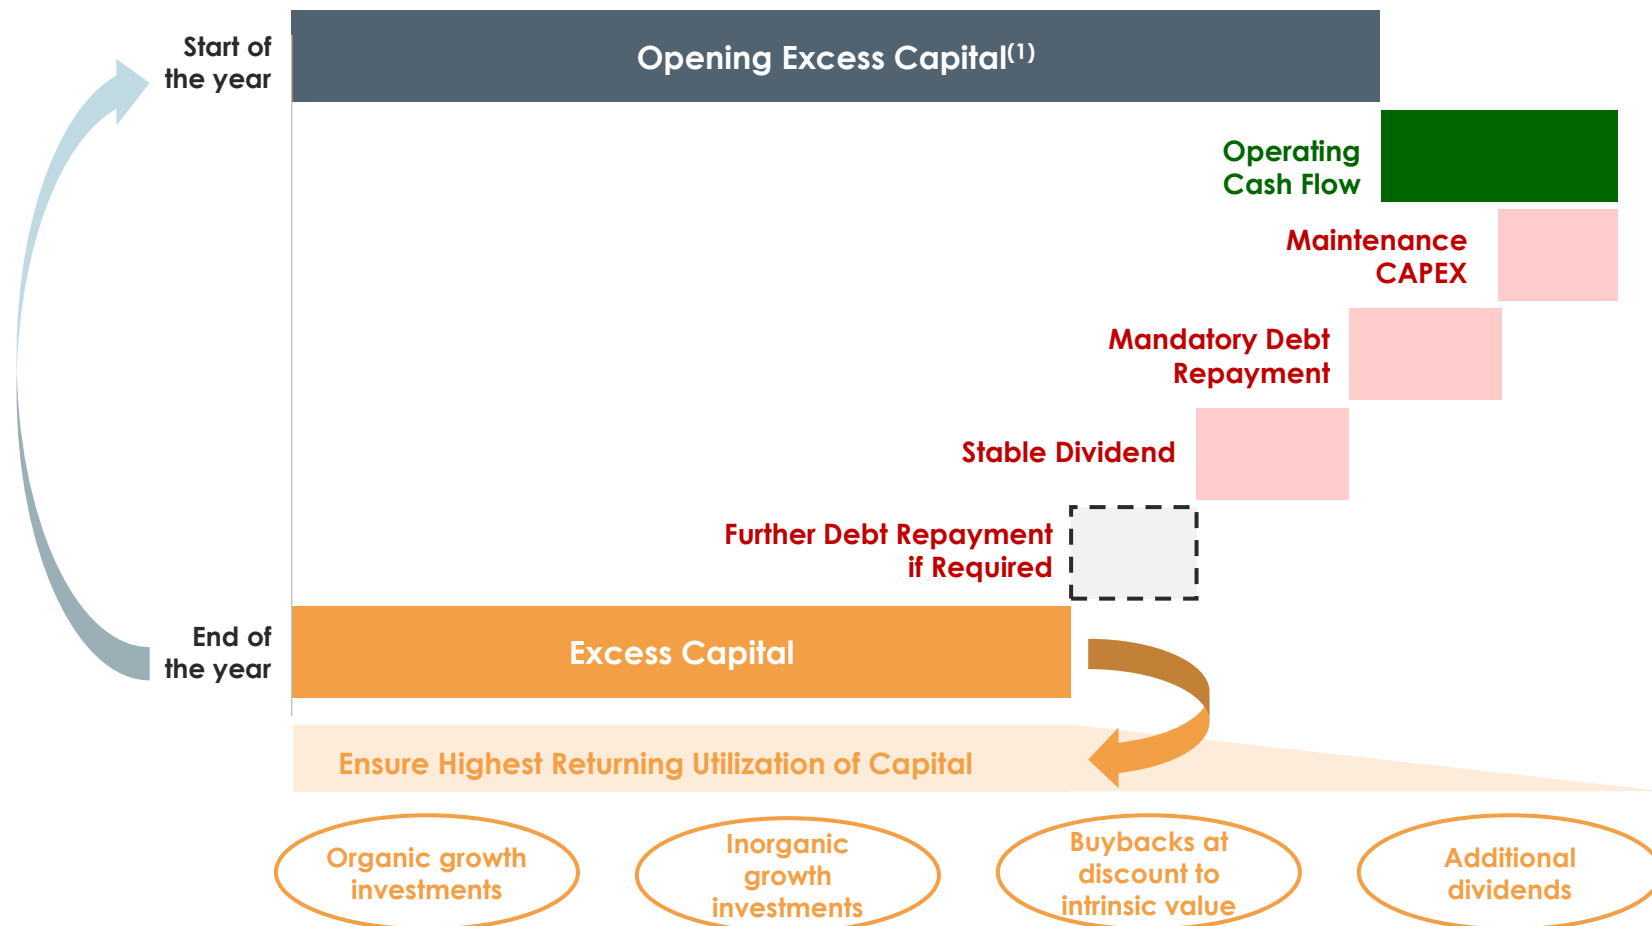 Start of
the year
Opening Excess Capital(1)
Operating
Cash Flow
Maintenance
CAPEX
Mandatory Debt
Repayment
Stable Dividend
Further Debt Repayment
if Required
End of
the year
Excess Capital
Ensure Highest Returning Utilization of Capital
Organic growth
investments
Inorganic
growth
investments
Buybacks at
discount to
intrinsic value
Additional
dividends